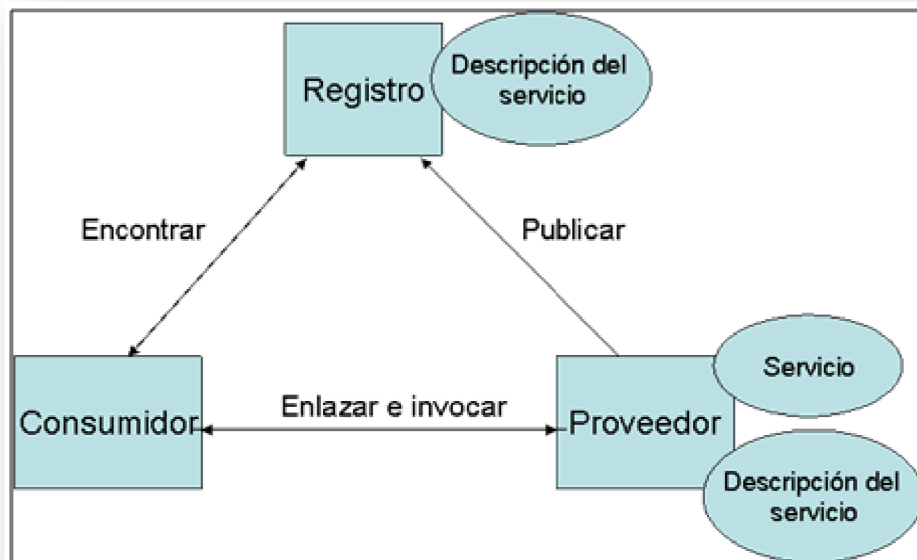 Registro
Descripción del
servicio
Encontrar
Publicar
Consumidor
Enlazar e invocar
Proveedor
Servicio
Descripción del
servicio